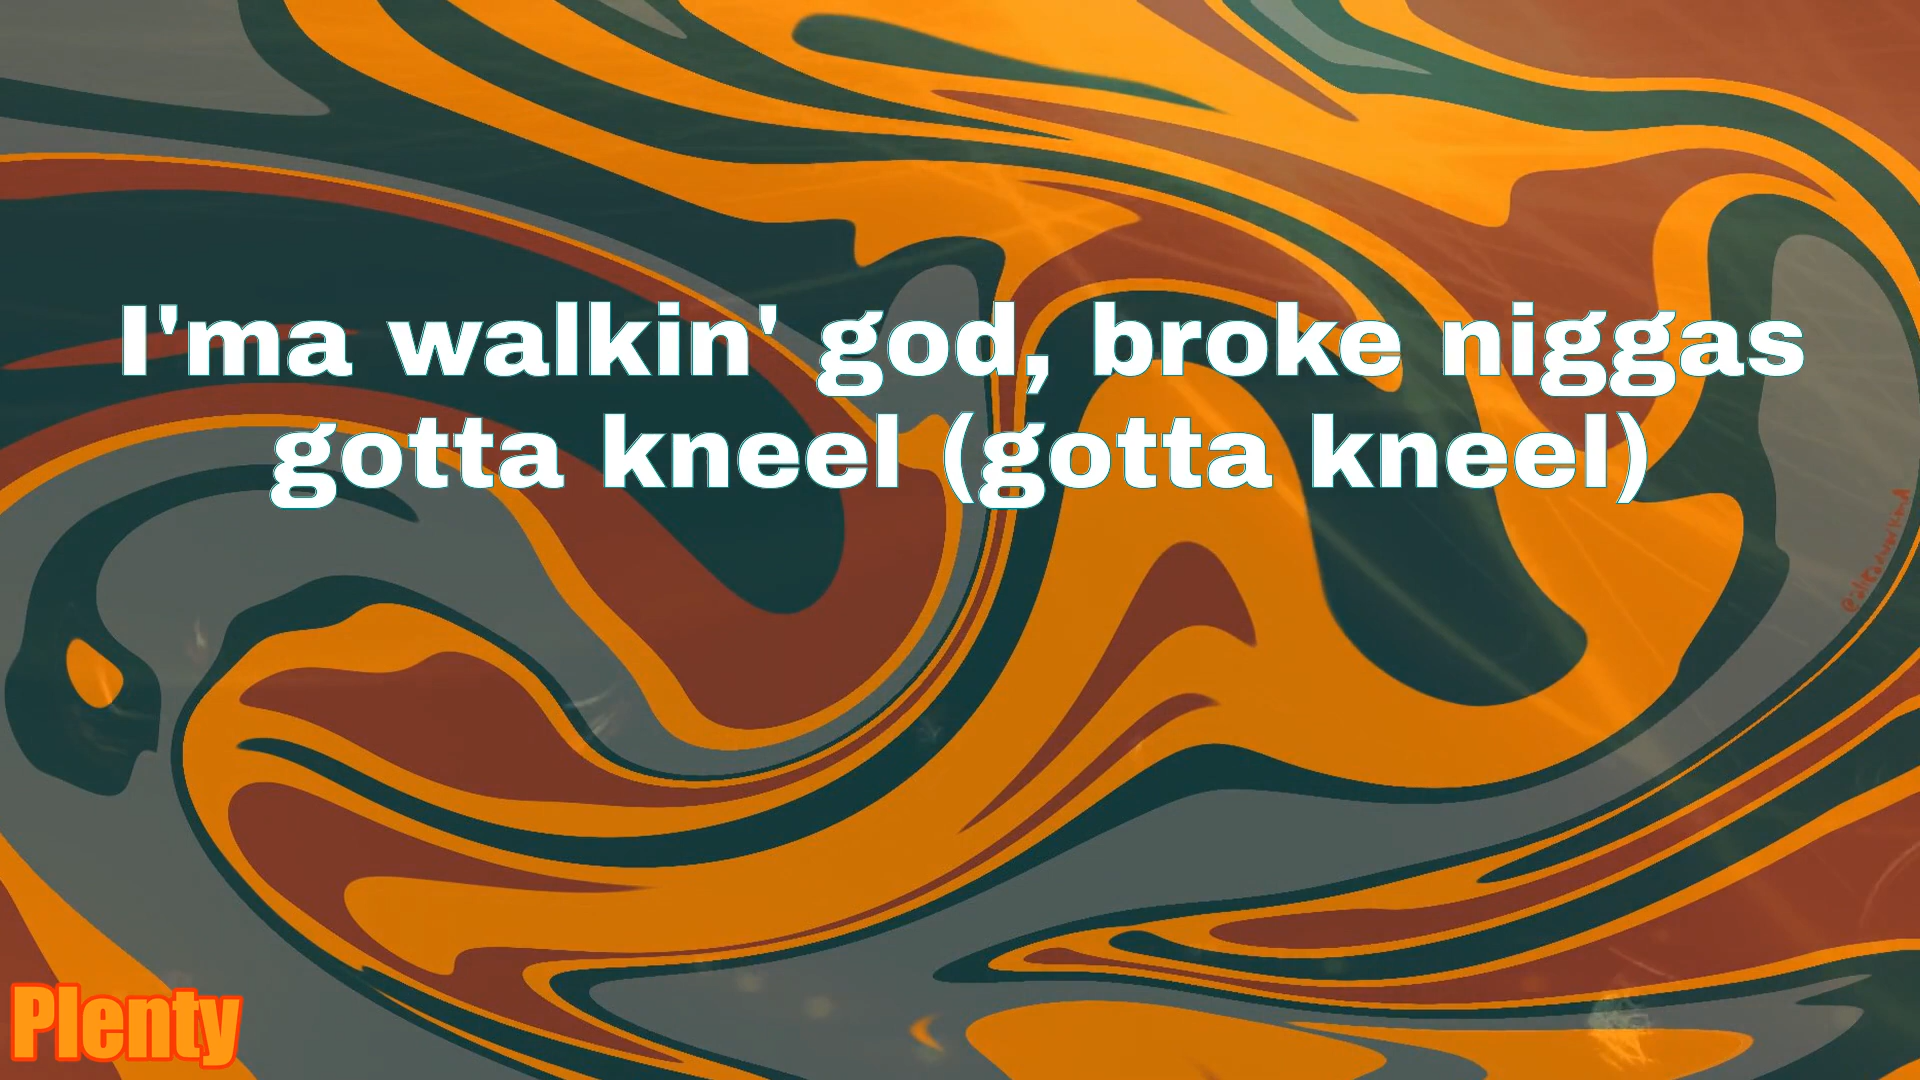 I'ma walkin' god, broke niggas
gotta kneel (gotta kneel)
Plenty